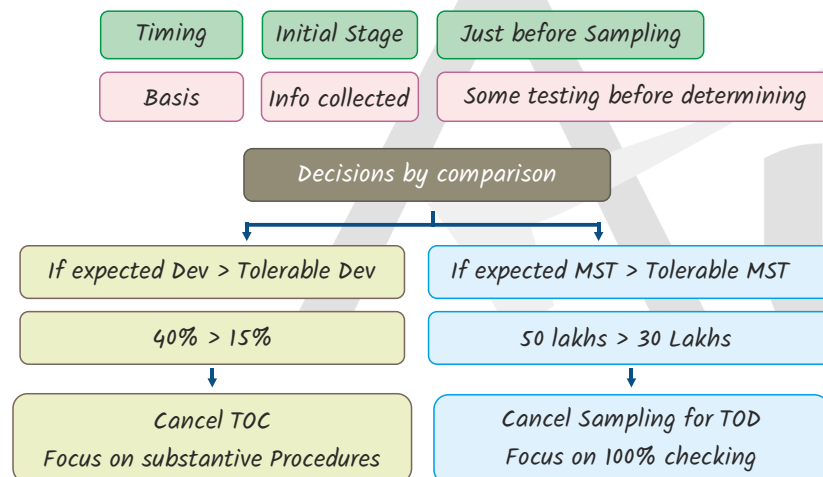 Timing Initial Stage Just before Sampling
Basis Info collected Some testing before determining
Decisions by comparison
If expected Dev > Tolerable Dev
40% > 15%
Cancel TOC
Focus on substantive Procedures
If expected MST > Tolerable MST
50 lakhs > 30 Lakhs
Cancel Sampling for TOD
Focus on 100% checking